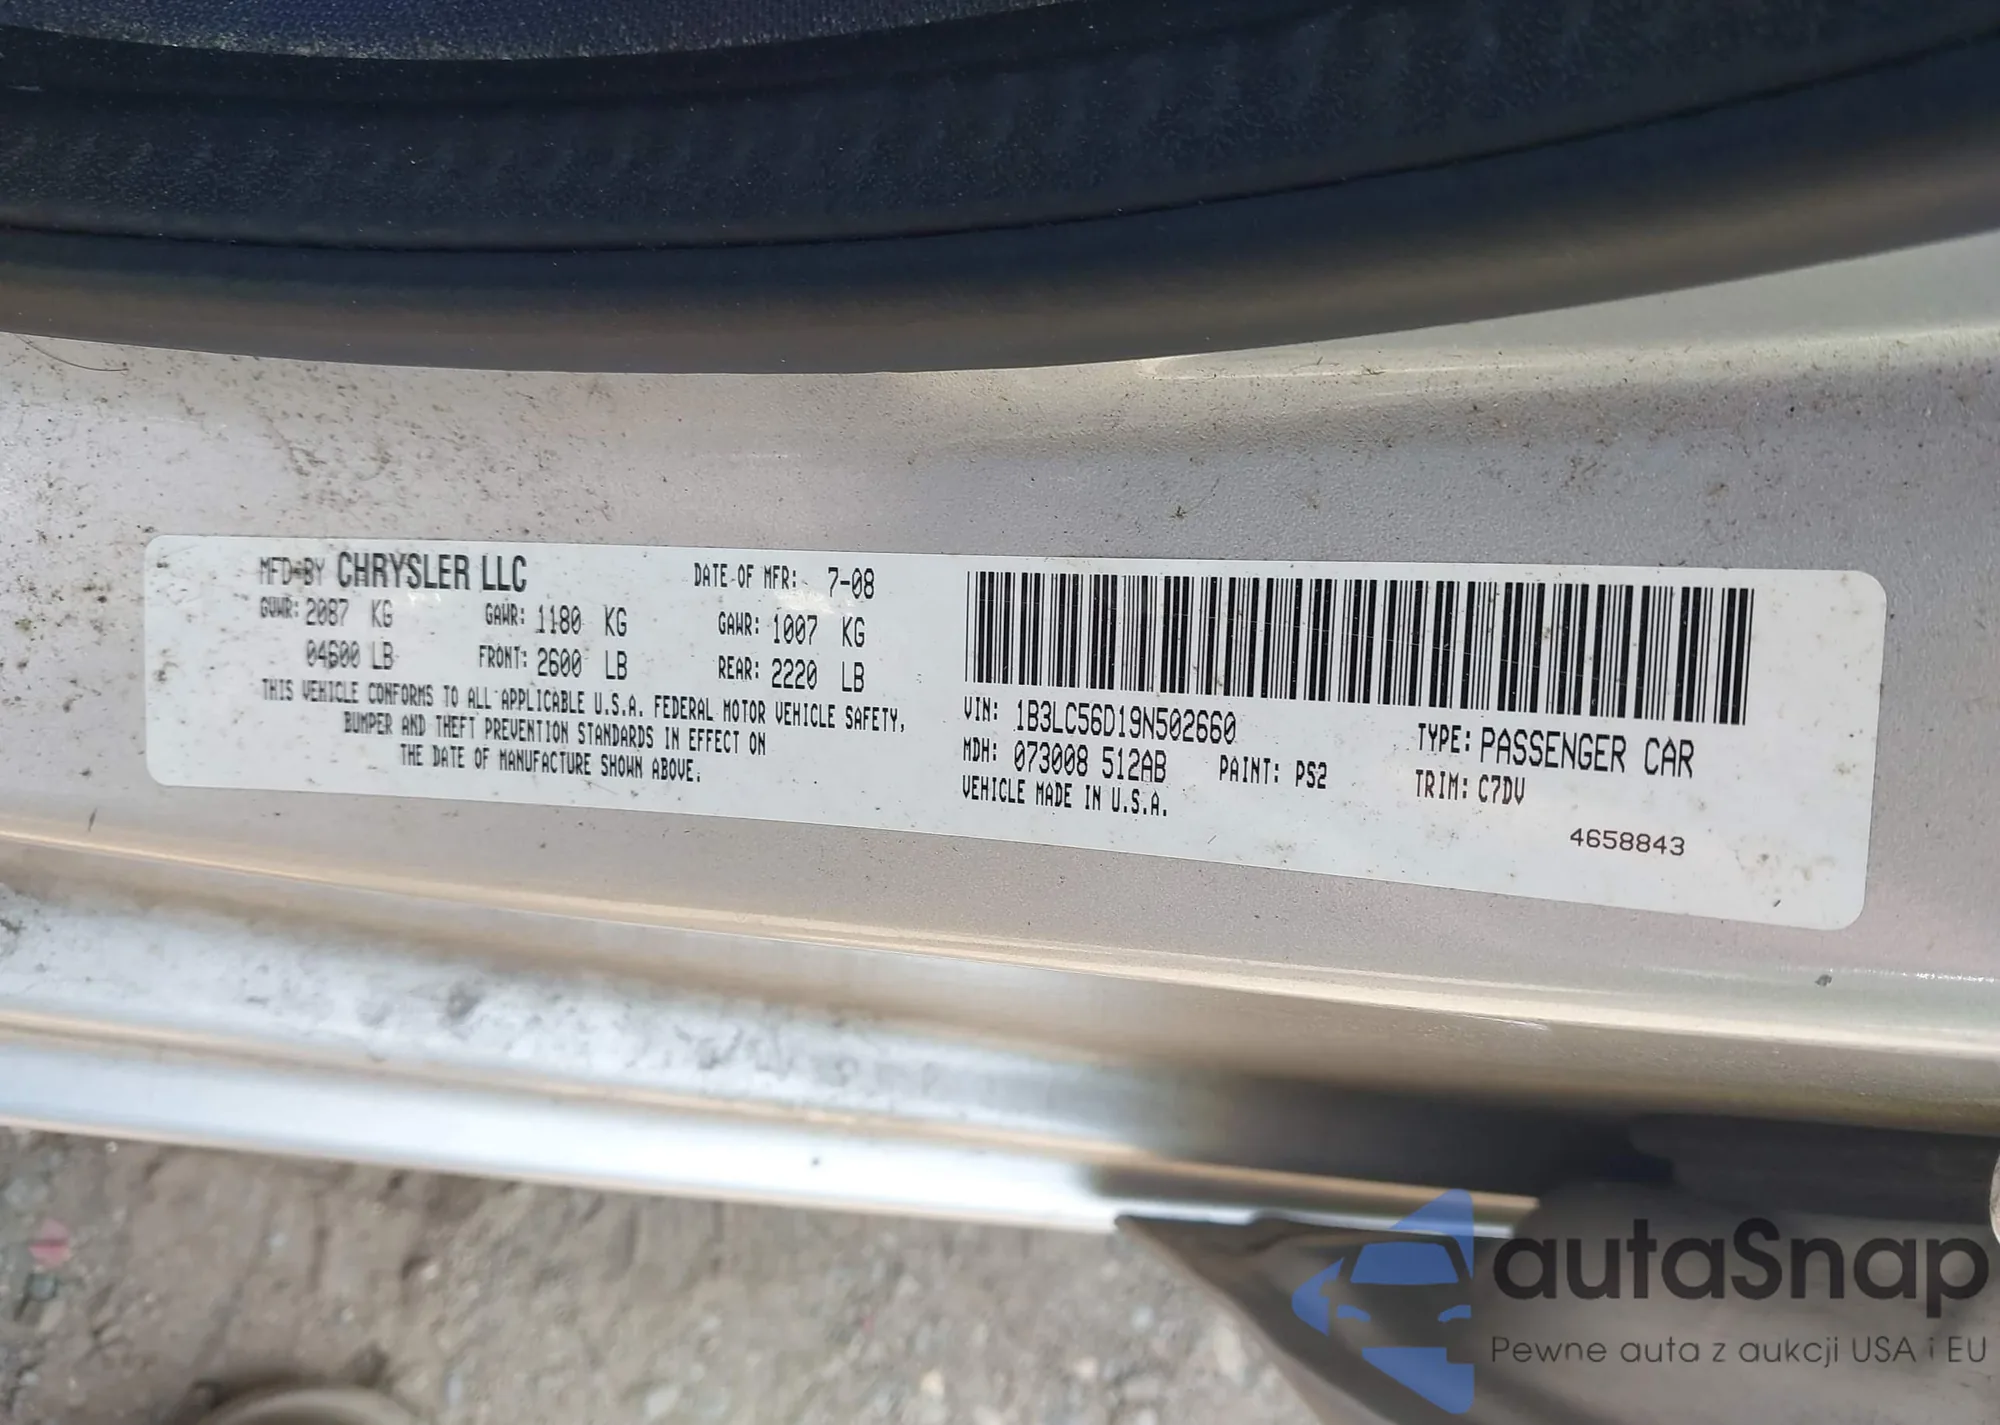 MFD BY CHRYSLER LLC DATE OF MFR: 7-08
GVWR: 2087 KG GAWR: 1180 KG GAWR: 1007 KG
04600 LB FRONT: 2600 LB REAR: 2220 LB
THIS VEHICLE CONFORMS TO ALL APPLICABLE U.S.A. FEDERAL MOTOR VEHICLE SAFETY,
BUMPER AND THEFT PREVENTION STANDARDS IN EFFECT ON
THE DATE OF MANUFACTURE SHOWN ABOVE.
VIN: 1B3LC56D19N502660 TYPE: PASSENGER CAR
MDH: 073008 512AB PAINT: PS2 TRIM: C7DV
VEHICLE MADE IN U.S.A.
4658843
autaSnap
Pewne auta z aukcji USA i EU